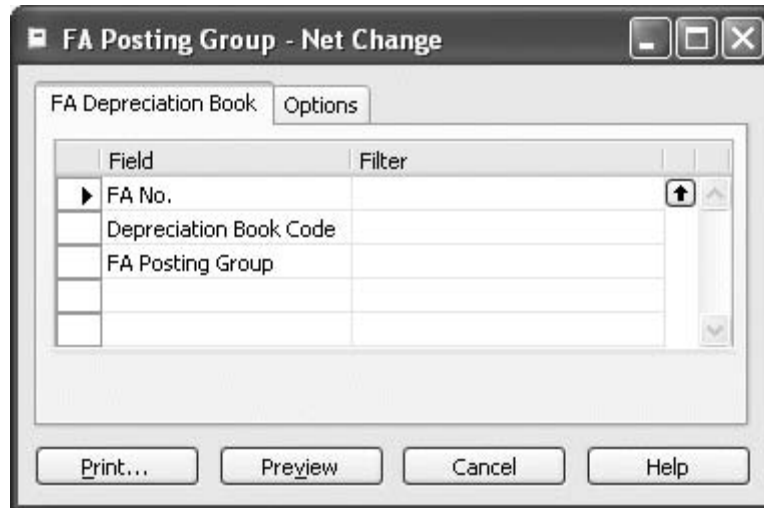 FA Posting Group - Net Change
FA Depreciation Book Options
Field Filter
FA No.
Depreciation Book Code
FA Posting Group
Print... Preview Cancel Help